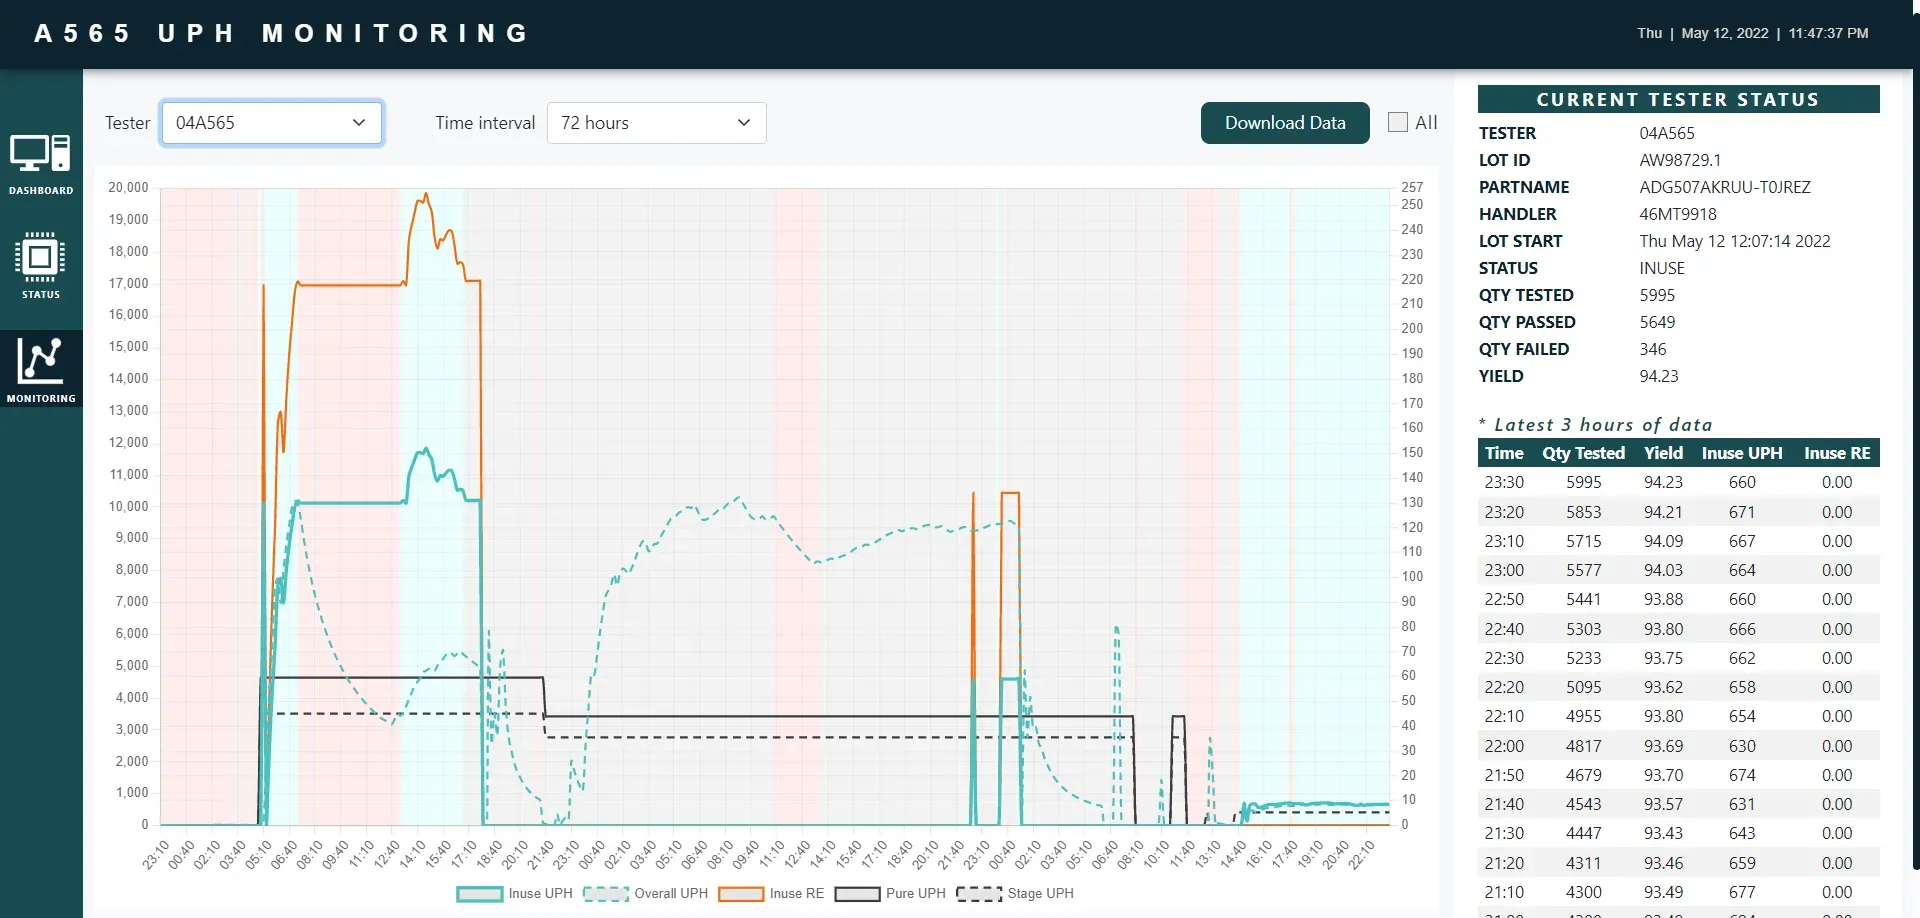 A565 UPH MONITORING
Thu | May 12, 2022 | 11:47:37 PM
DASHBOARD
STATUS
MONITORING
Tester 04A565 Time interval 72 hours Download Data All
20,000
19,000
18,000
17,000
16,000
15,000
14,000
13,000
12,000
11,000
10,000
9,000
8,000
7,000
6,000
5,000
4,000
3,000
2,000
1,000
0
257
250
240
230
220
210
200
190
180
170
160
150
140
130
120
110
100
90
80
70
60
50
40
30
20
10
0
23:10 00:40 02:10 03:40 05:10 06:40 08:10 09:40 11:10 12:40 14:10 15:40 17:10 18:40 20:10 21:40 23:10 00:40 02:10 03:40 05:10 06:40 08:10 09:40 11:10 12:40 14:10 15:40 17:10 18:40 20:10 21:40 23:10 00:40 02:10 03:40 05:10 06:40 08:10 10:10 11:40 13:10 14:40 16:10 17:40 19:10 20:40 22:10
Inuse UPH Overall UPH Inuse RE Pure UPH Stage UPH
CURRENT TESTER STATUS
TESTER 04A565
LOT ID AW98729.1
PARTNAME ADG507AKRUU-T0JREZ
HANDLER 46MT9918
LOT START Thu May 12 12:07:14 2022
STATUS INUSE
QTY TESTED 5995
QTY PASSED 5649
QTY FAILED 346
YIELD 94.23
* Latest 3 hours of data
Time Qty Tested Yield Inuse UPH Inuse RE
23:30 5995 94.23 660 0.00
23:20 5853 94.21 671 0.00
23:10 5715 94.09 667 0.00
23:00 5577 94.03 664 0.00
22:50 5441 93.88 660 0.00
22:40 5303 93.80 666 0.00
22:30 5233 93.75 662 0.00
22:20 5095 93.62 658 0.00
22:10 4955 93.80 654 0.00
22:00 4817 93.69 630 0.00
21:50 4679 93.70 674 0.00
21:40 4543 93.57 631 0.00
21:30 4447 93.43 643 0.00
21:20 4311 93.46 659 0.00
21:10 4300 93.49 677 0.00